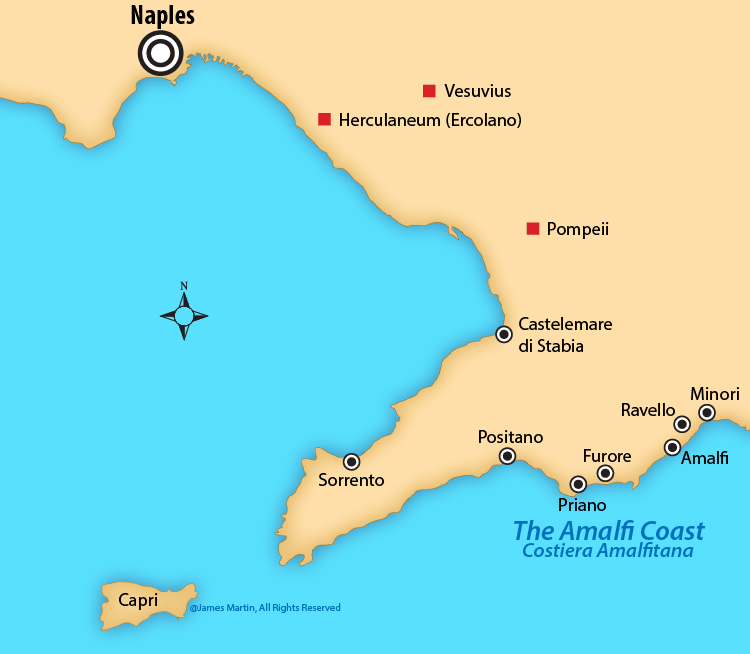 Naples
Vesuvius
Herculaneum (Ercolano)
Pompeii
N
Castelemare
di Stabia
Minori
Ravello
Positano
Amalfi
Furore
Sorrento
Priano
The Amalfi Coast
Costiera Amalfitana
Capri
@James Martin, All Rights Reserved